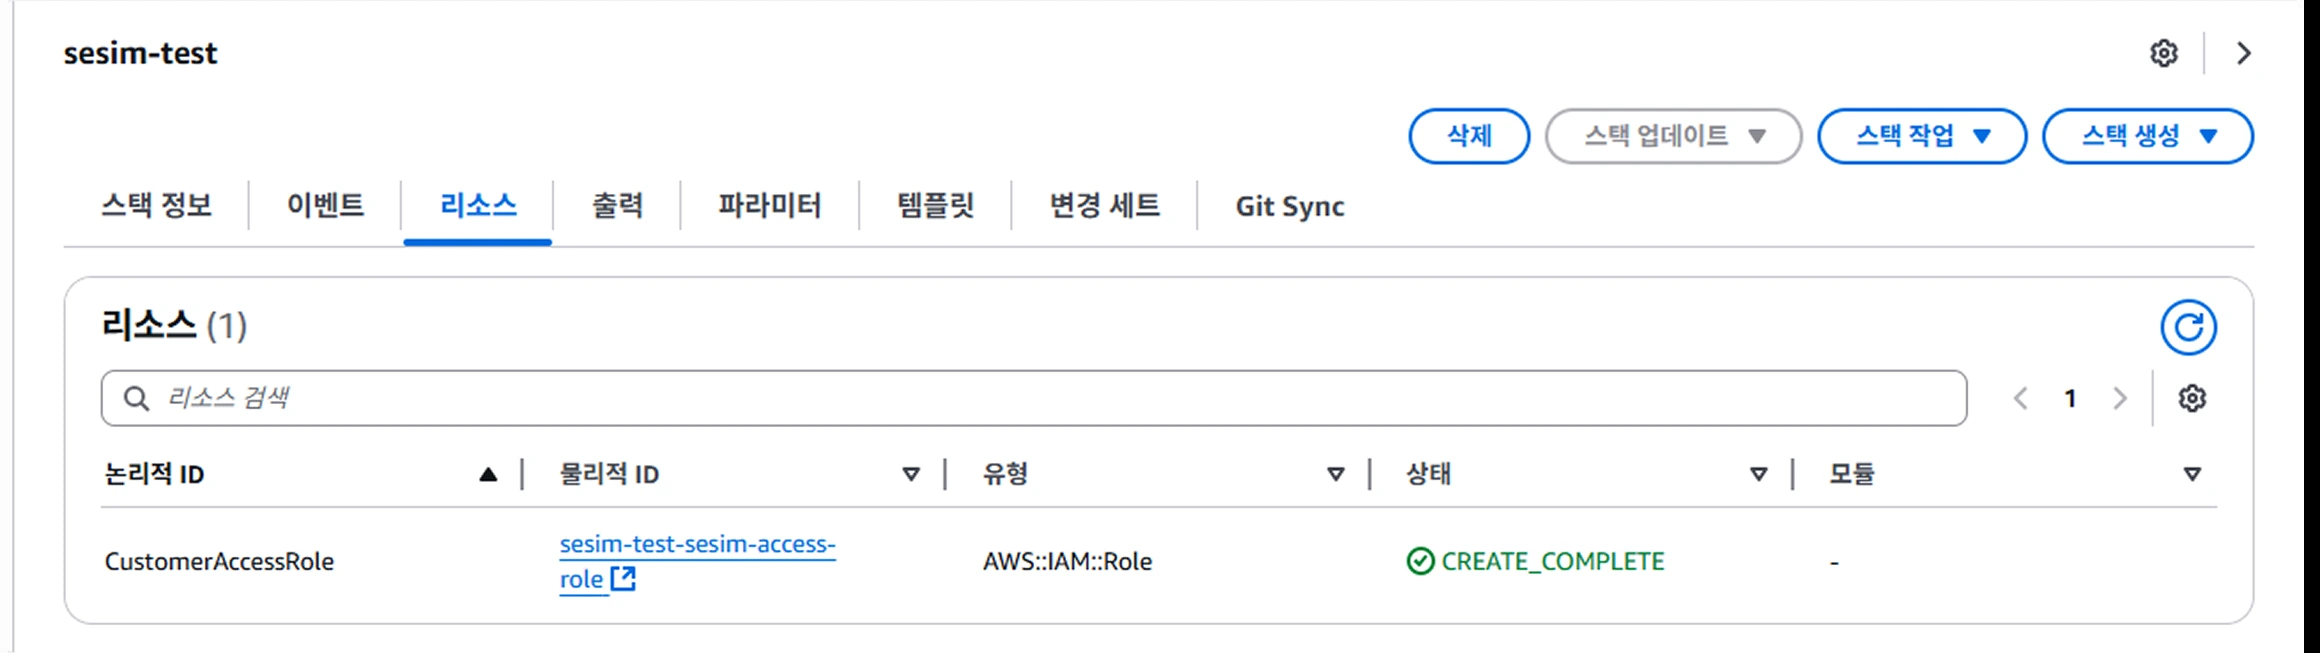 sesim-test
삭제 스택 업데이트 스택 작업 스택 생성
스택 정보 이벤트 리소스 출력 파라미터 템플릿 변경 세트 Git Sync
리소스 (1)
리소스 검색 1
논리적 ID 물리적 ID 유형 상태 모듈
CustomerAccessRole sesim-test-sesim-access-role AWS::IAM::Role CREATE_COMPLETE -